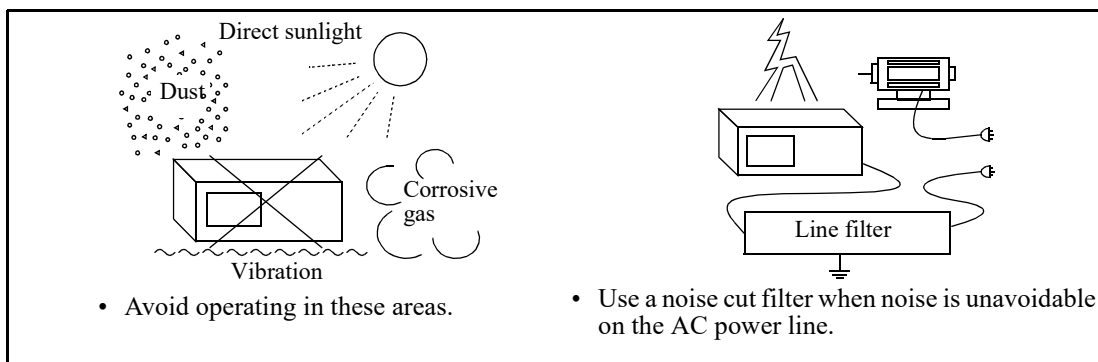 Direct sunlight
Dust
Corrosive
gas
Vibration
• Avoid operating in these areas.
Line filter
• Use a noise cut filter when noise is unavoidable
on the AC power line.